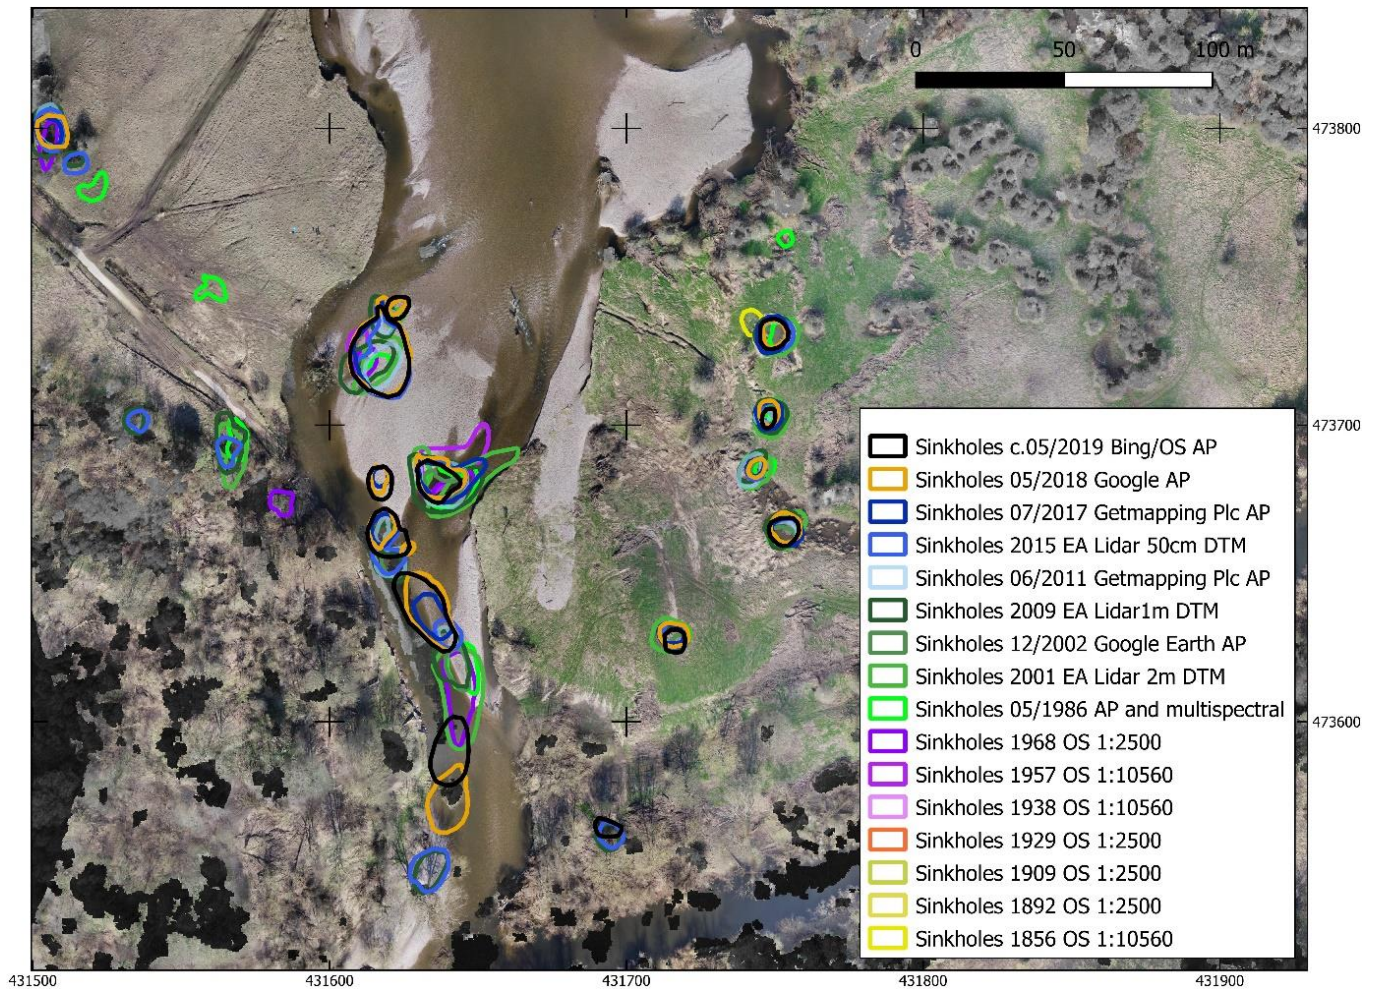 0 50 100 m
473800
473700
473600
Sinkholes c.05/2019 Bing/OS AP
Sinkholes 05/2018 Google AP
Sinkholes 07/2017 Getmapping Plc AP
Sinkholes 2015 EA Lidar 50cm DTM
Sinkholes 06/2011 Getmapping Plc AP
Sinkholes 2009 EA Lidar1m DTM
Sinkholes 12/2002 Google Earth AP
Sinkholes 2001 EA Lidar 2m DTM
Sinkholes 05/1986 AP and multispectral
Sinkholes 1968 OS 1:2500
Sinkholes 1957 OS 1:10560
Sinkholes 1938 OS 1:10560
Sinkholes 1929 OS 1:2500
Sinkholes 1909 OS 1:2500
Sinkholes 1892 OS 1:2500
Sinkholes 1856 OS 1:10560
431500 431600 431700 431800 431900